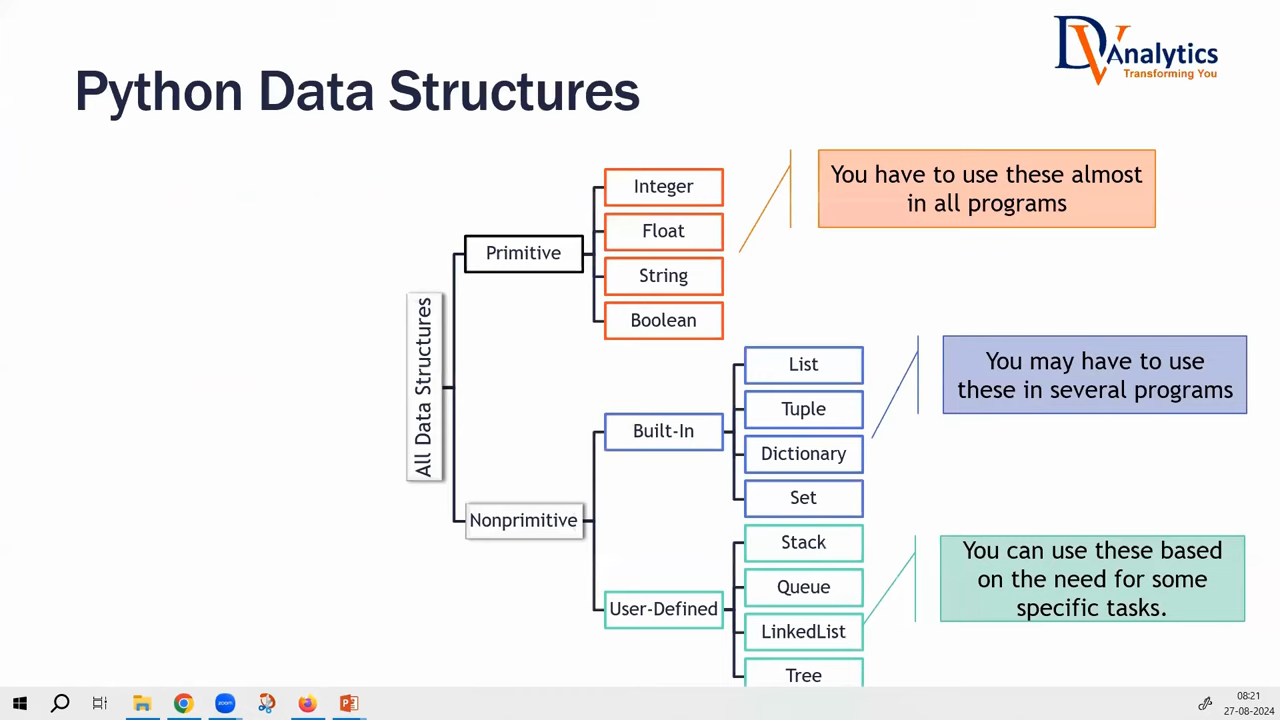 DV Analytics
Transforming You
Python Data Structures
All Data Structures
Primitive
Integer
Float
String
Boolean
You have to use these almost
in all programs
Nonprimitive
Built-In
List
Tuple
Dictionary
Set
You may have to use
these in several programs
User-Defined
Stack
Queue
LinkedList
Tree
You can use these based
on the need for some
specific tasks.
zoom
08:21
27-08-2024